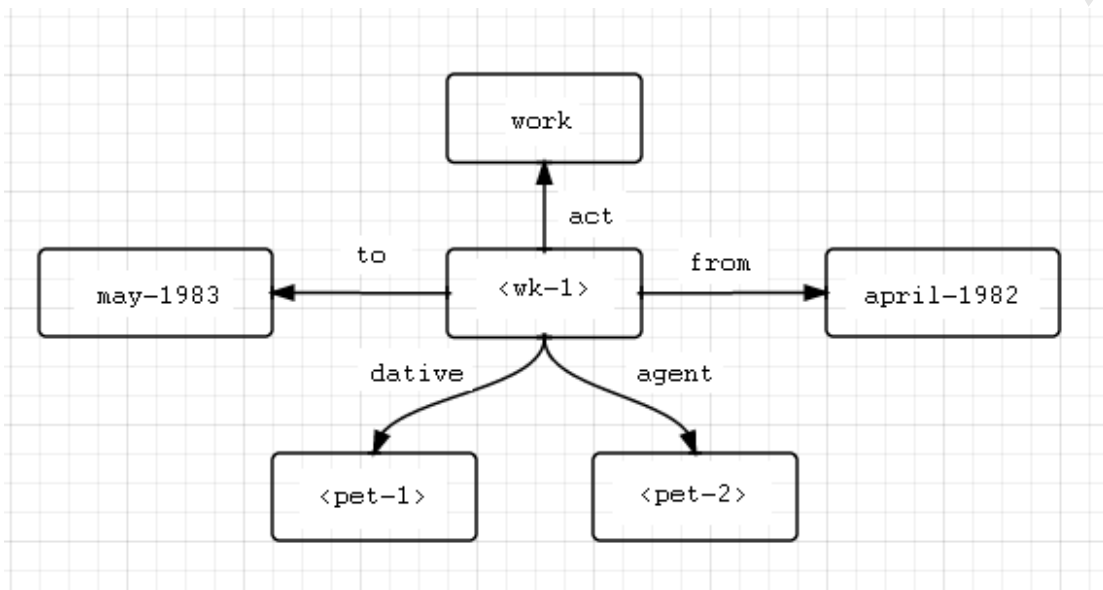 work
act
to
from
may-1983
<wk-1>
april-1982
dative
agent
<pet-1>
<pet-2>